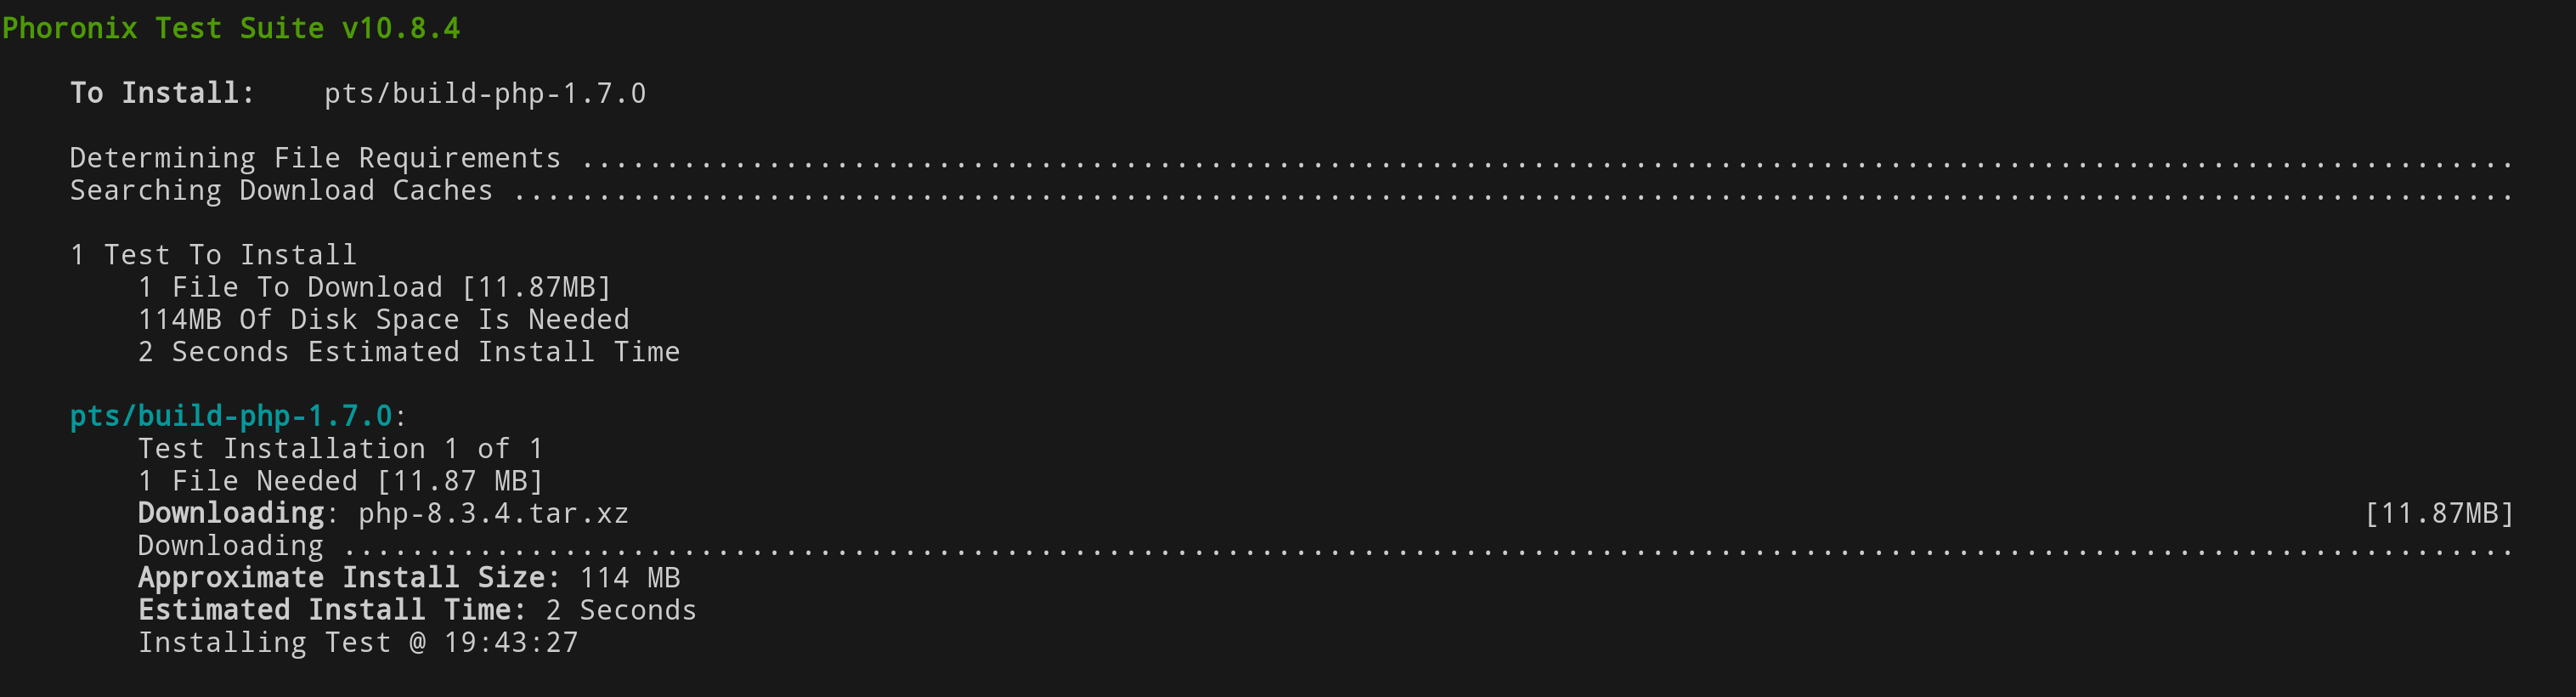 Phoronix Test Suite v10.8.4
To Install:    pts/build-php-1.7.0
Determining File Requirements ..................................................................................................................
Searching Download Caches ......................................................................................................................
1 Test To Install
1 File To Download [11.87MB]
114MB Of Disk Space Is Needed
2 Seconds Estimated Install Time
pts/build-php-1.7.0:
Test Installation 1 of 1
1 File Needed [11.87 MB]
Downloading: php-8.3.4.tar.xz [11.87MB]
Downloading ................................................................................................................................
Approximate Install Size: 114 MB
Estimated Install Time: 2 Seconds
Installing Test @ 19:43:27